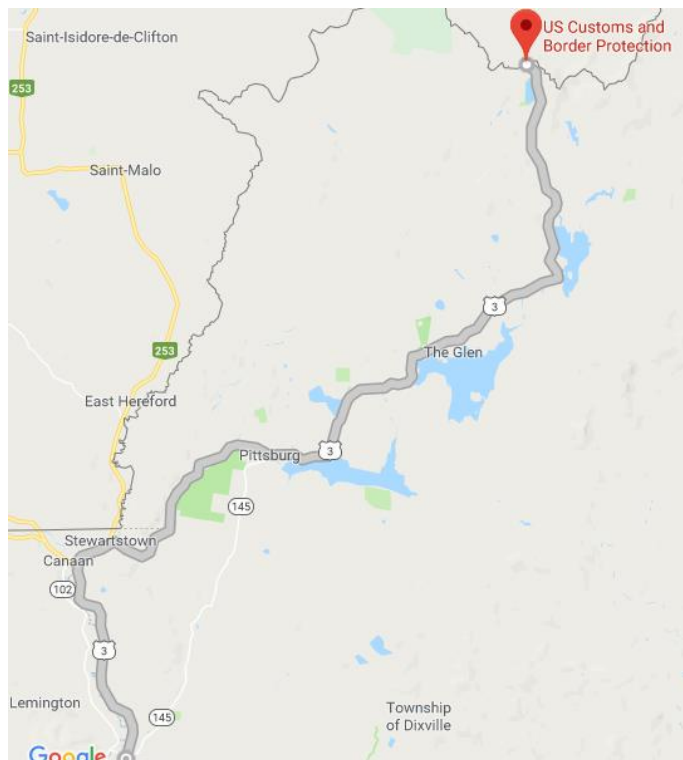 Saint-Isidore-de-Clifton
US Customs and
Border Protection
253
Saint-Malo
3
253
The Glen
East Hereford
Pittsburg
3
145
Stewartstown
Canaan
102
3
Lemington
145
Township
of Dixville
Google